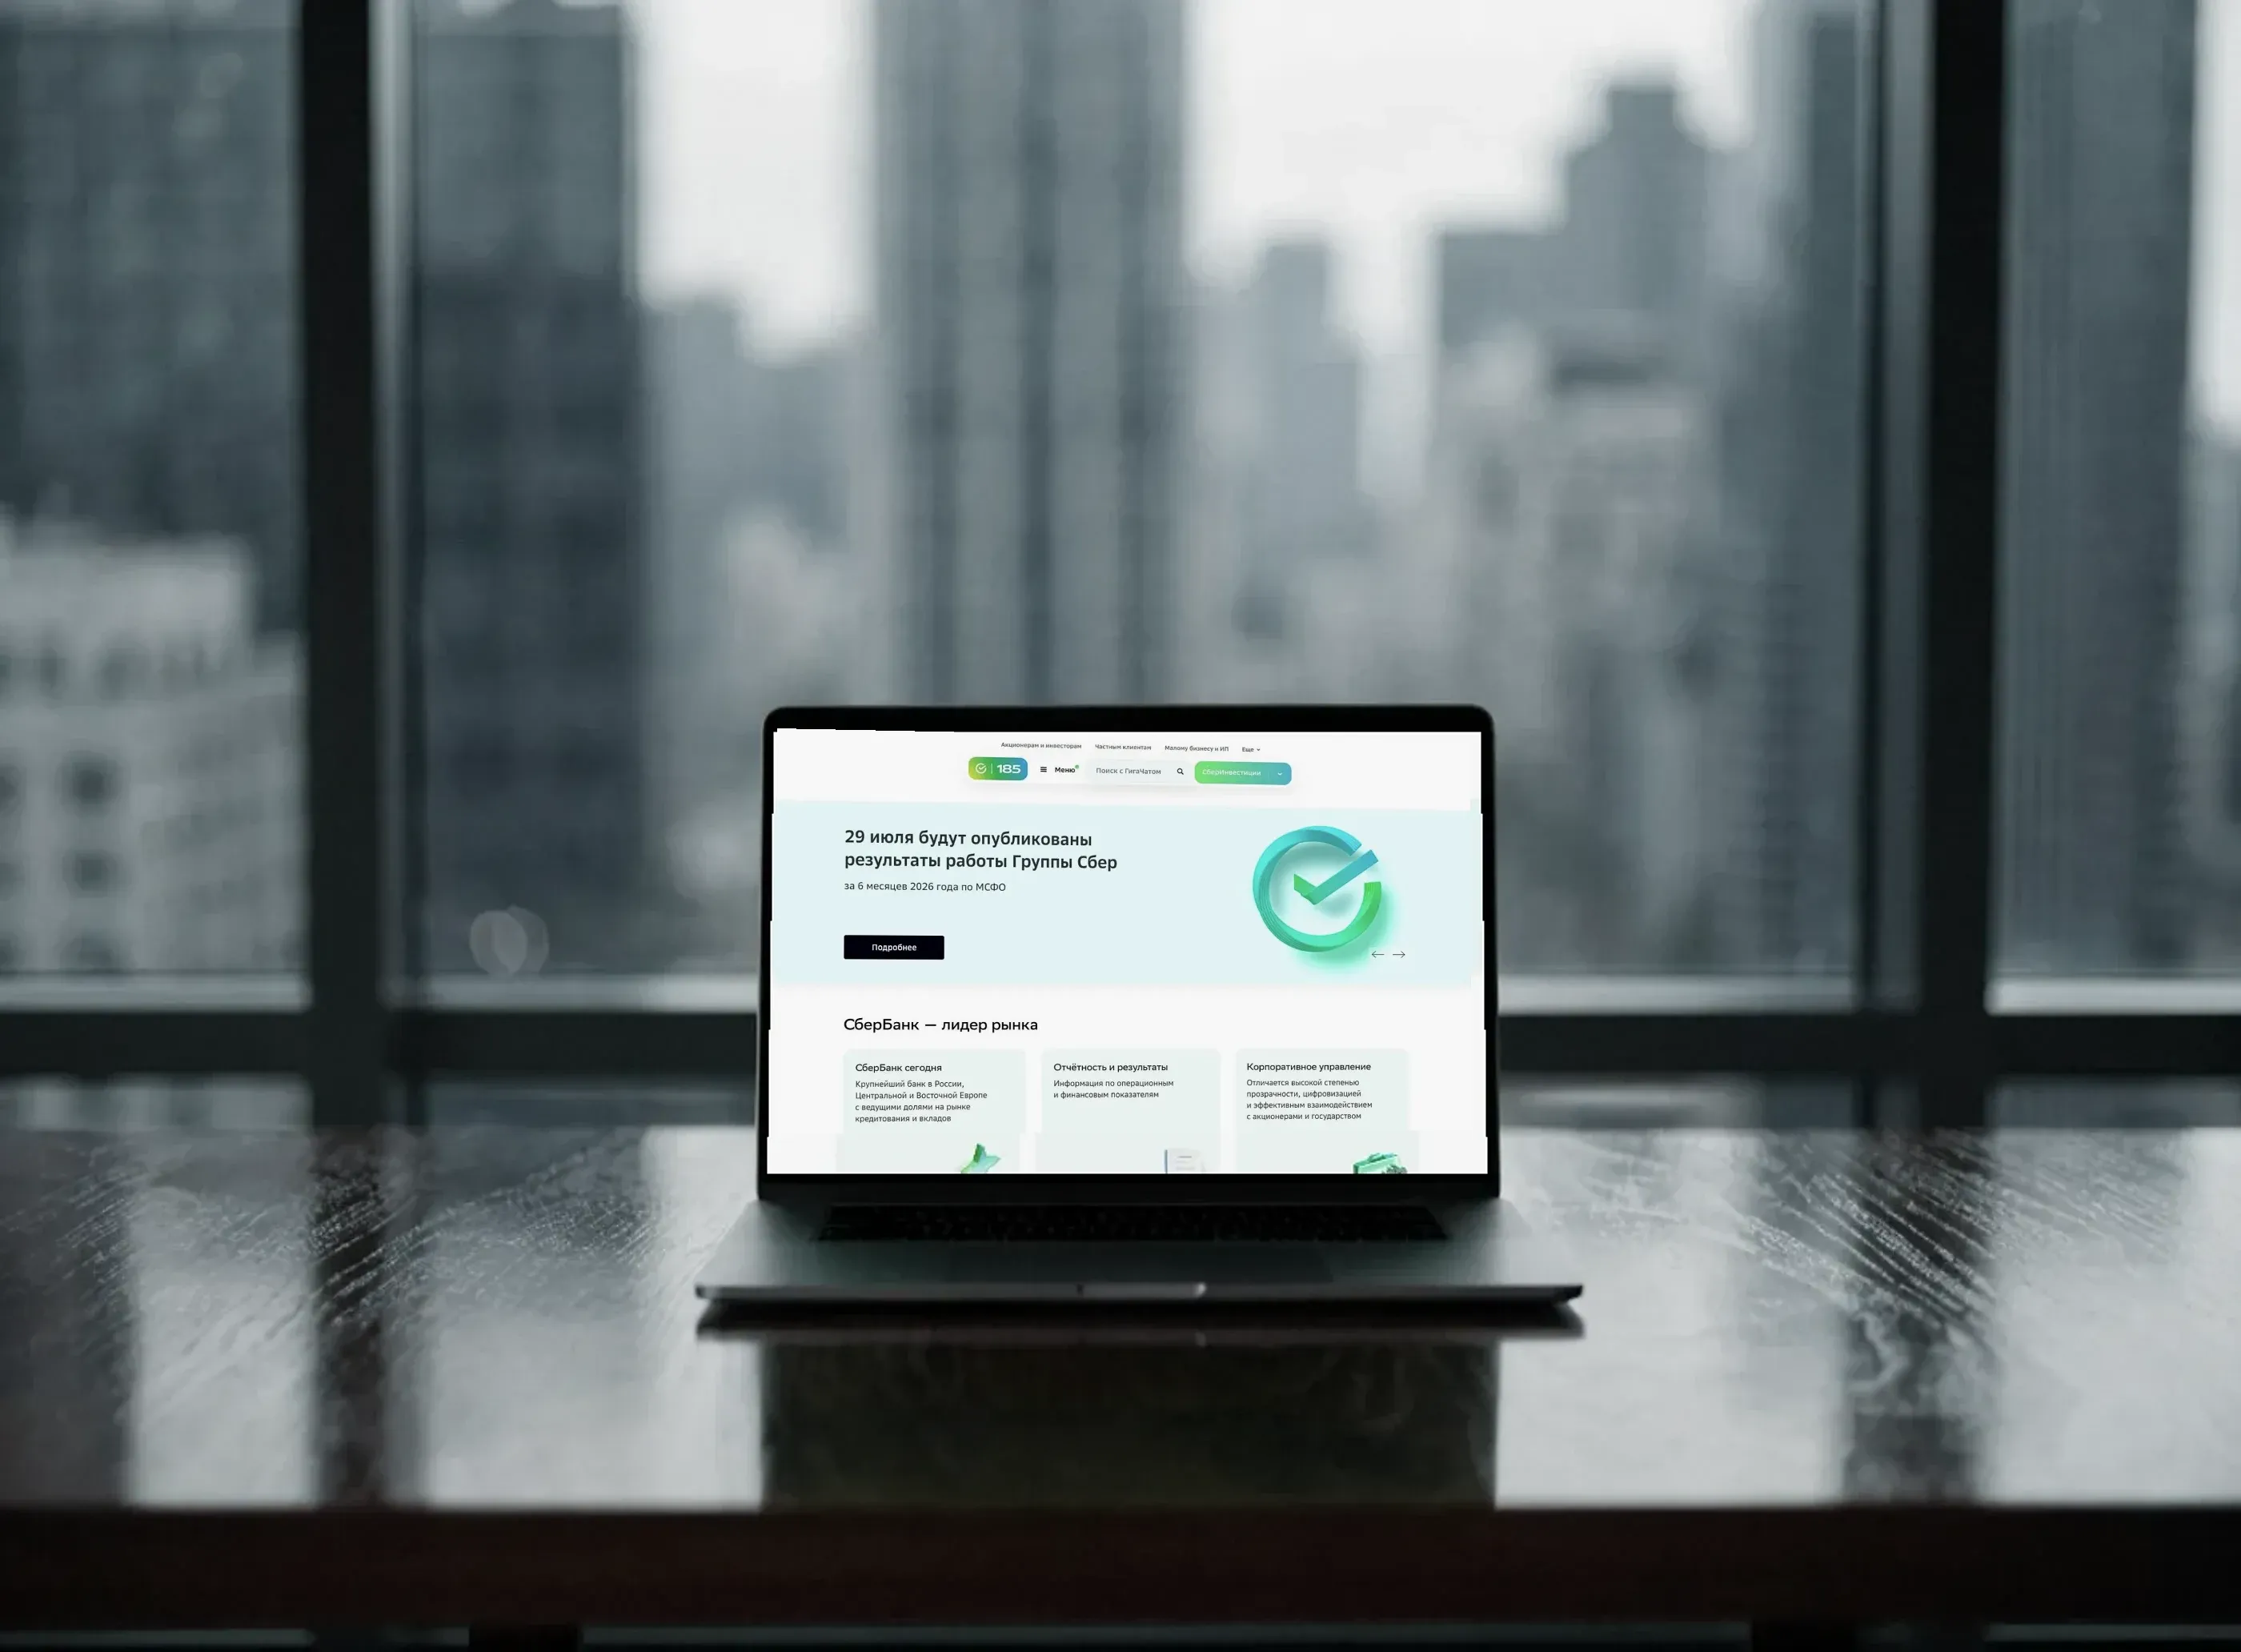 Акционерам и инвесторам Частным клиентам Малому бизнесу и ИП Еще
185 Меню Поиск с ГигаЧатом СберИнвестиции
29 июля будут опубликованы
результаты работы Группы Сбер
за 6 месяцев 2026 года по МСФО
Подробнее
СберБанк — лидер рынка
СберБанк сегодня
Крупнейший банк в России,
Центральной и Восточной Европе
с ведущими долями на рынке
кредитования и вкладов
Отчётность и результаты
Информация по операционным
и финансовым показателям
Корпоративное управление
Отличается высокой степенью
прозрачности, цифровизацией
и эффективным взаимодействием
с акционерами и государством